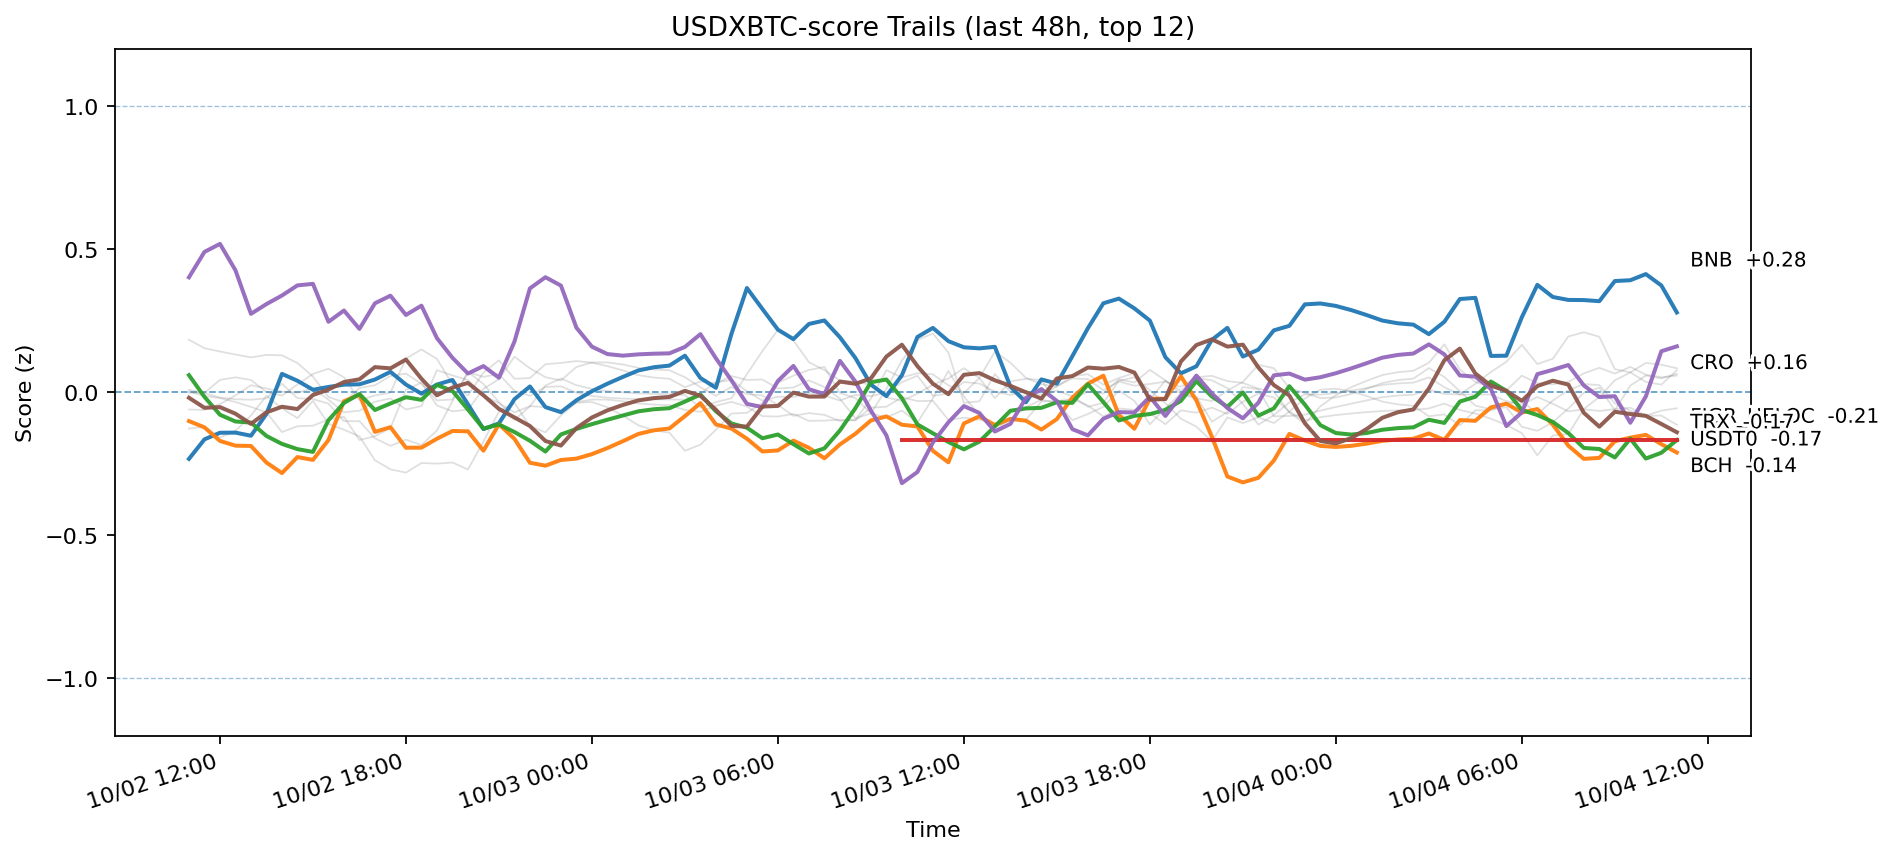 USDXBTC-score Trails (last 48h, top 12)
Score (z)
1.0
0.5
0.0
−0.5
−1.0
BNB +0.28
CRO +0.16
-0.21
TRX -0.17
USDT0 -0.17
BCH -0.14
10/02 12:00
10/02 18:00
10/03 00:00
10/03 06:00
10/03 12:00
10/03 18:00
10/04 00:00
10/04 06:00
10/04 12:00
Time